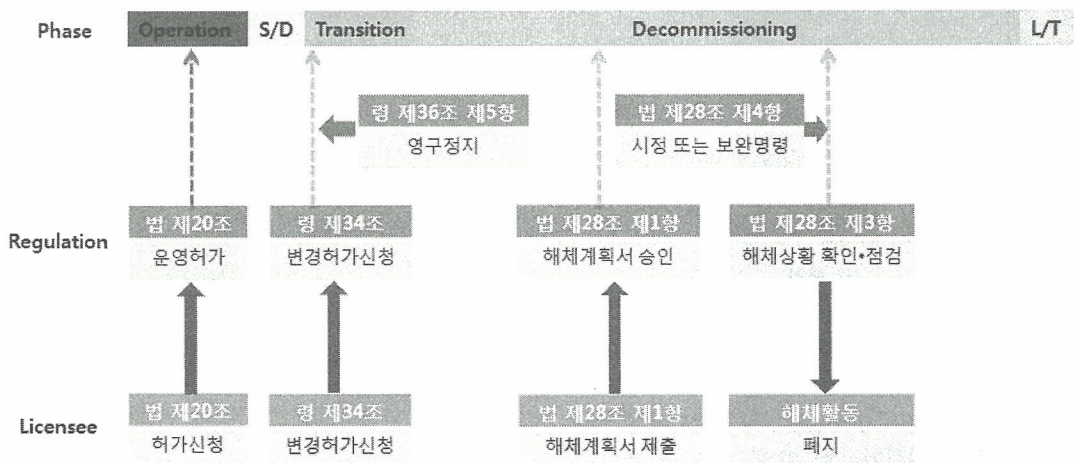 Phase Operation S/D Transition Decommissioning L/T
령 제36조 제5항 법 제28조 제4항
영구정지 시정 또는 보완명령
법 제20조 령 제34조 법 제28조 제1항 법 제28조 제3항
Regulation
운영허가 변경허가신청 해체계획서 승인 해체상황 확인•점검
법 제20조 령 제34조 법 제28조 제1항 해체활동
Licensee
허가신청 변경허가신청 해체계획서 제출 폐지